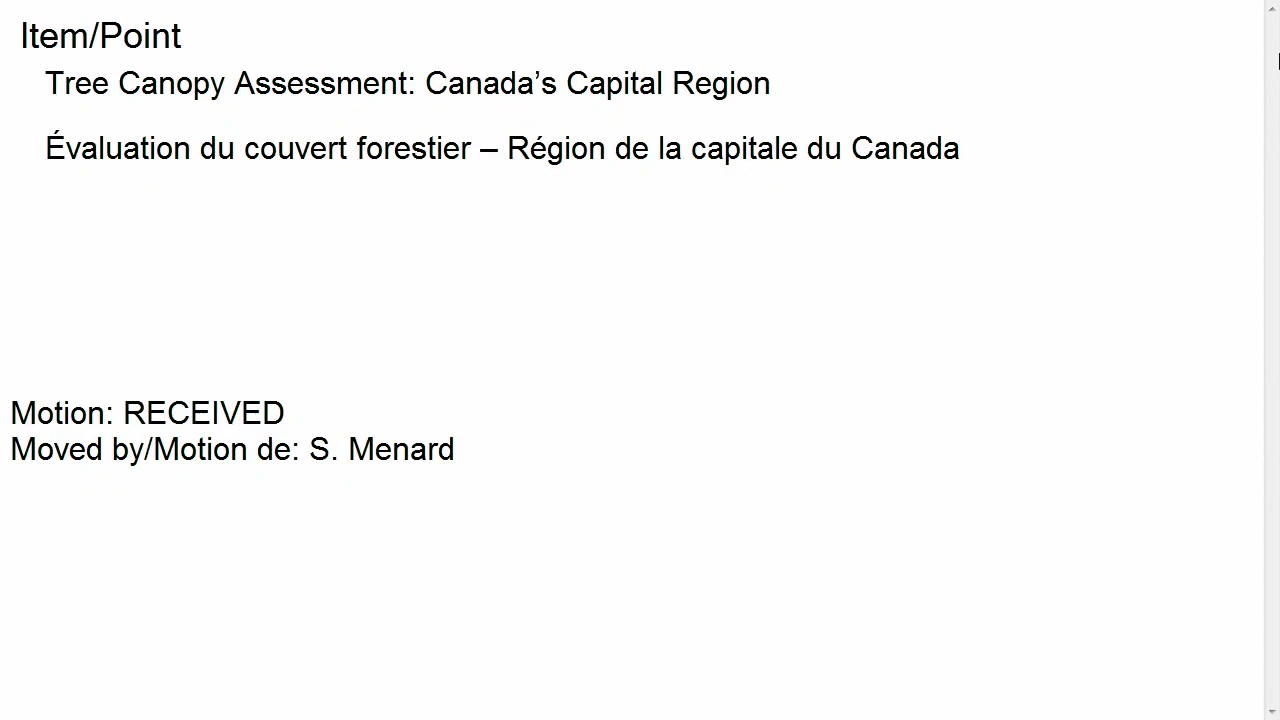 Item/Point
Tree Canopy Assessment: Canada’s Capital Region
Évaluation du couvert forestier – Région de la capitale du Canada
Motion: RECEIVED
Moved by/Motion de: S. Menard